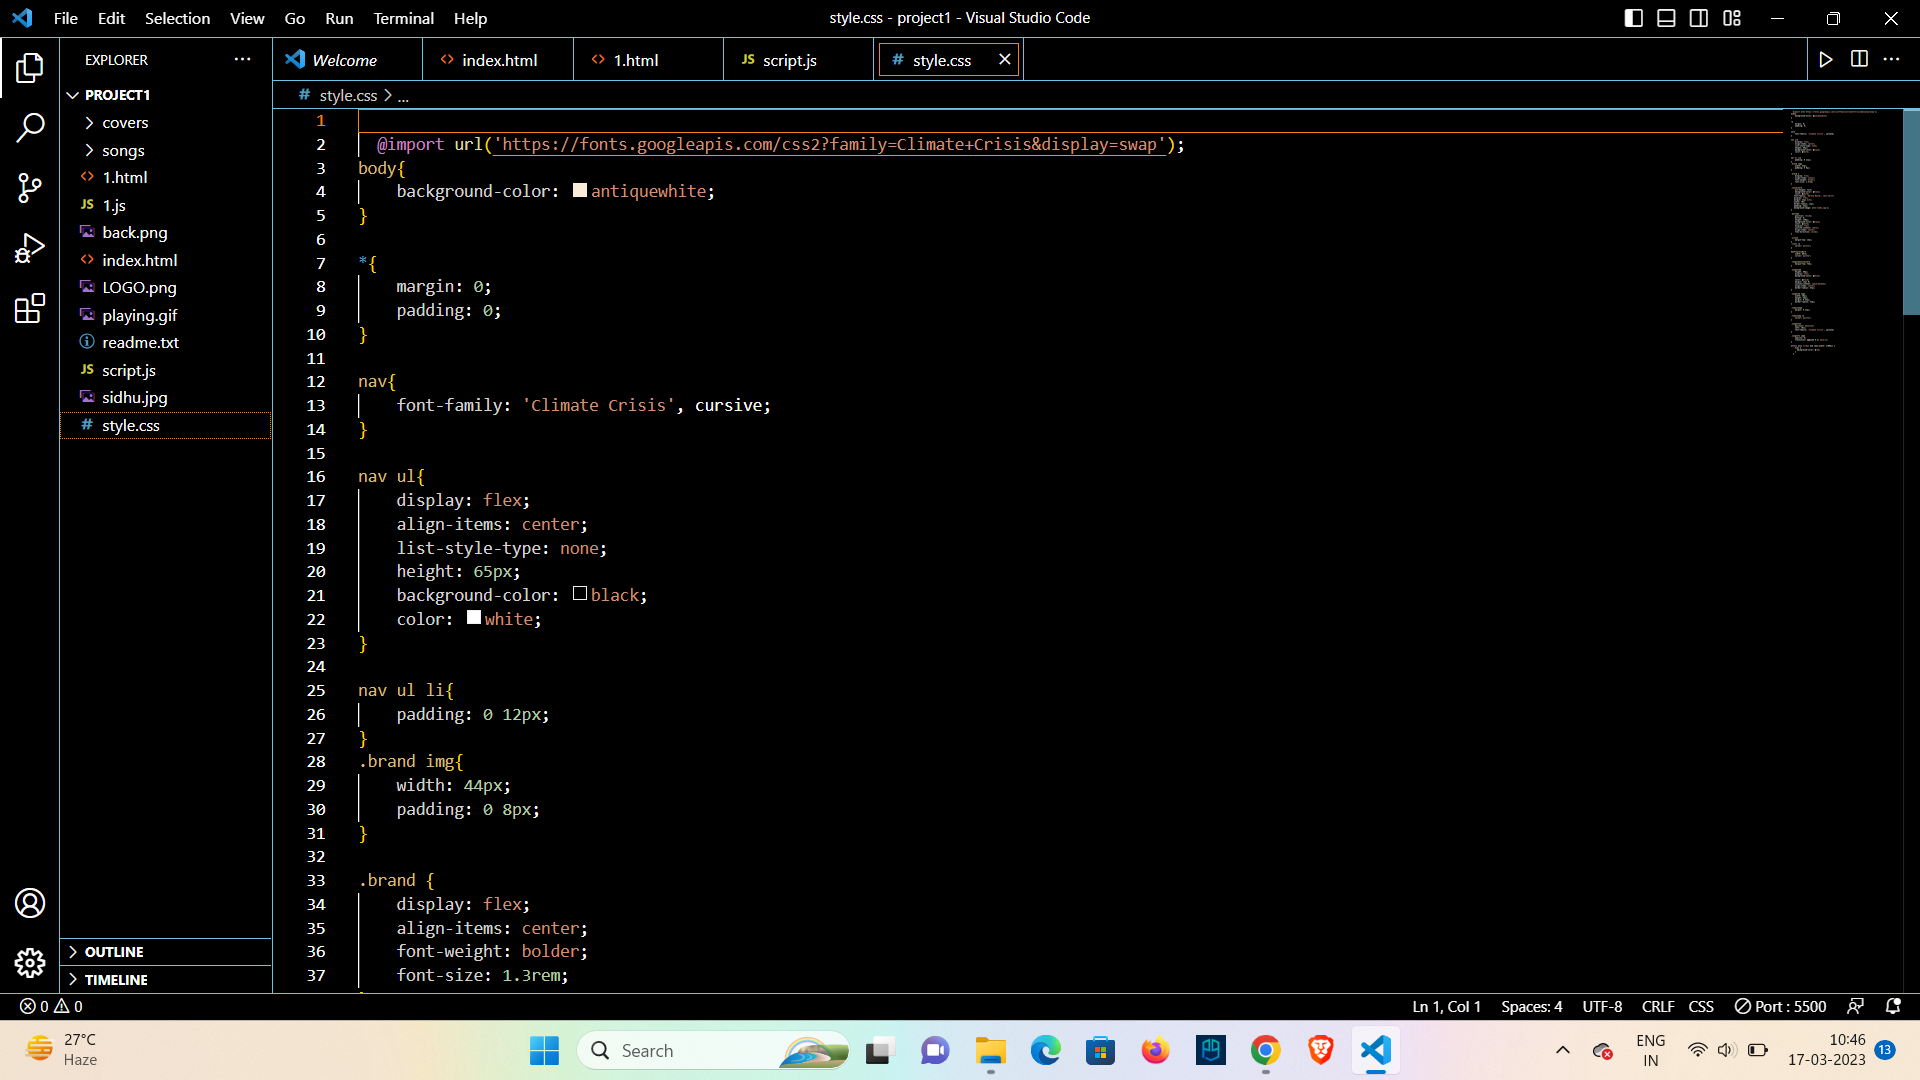 File Edit Selection View Go Run Terminal Help
style.css - project1 - Visual Studio Code
EXPLORER
Welcome
index.html
1.html
JS script.js
# style.css
PROJECT1
# style.css > ...
covers
songs
1.html
JS 1.js
back.png
index.html
LOGO.png
playing.gif
readme.txt
JS script.js
sidhu.jpg
# style.css
OUTLINE
TIMELINE
1
2 @import url('https://fonts.googleapis.com/css2?family=Climate+Crisis&display=swap');
3 body{
4 background-color: antiquewhite;
5 }
6
7 *{
8 margin: 0;
9 padding: 0;
10 }
11
12 nav{
13 font-family: 'Climate Crisis', cursive;
14 }
15
16 nav ul{
17 display: flex;
18 align-items: center;
19 list-style-type: none;
20 height: 65px;
21 background-color: black;
22 color: white;
23 }
24
25 nav ul li{
26 padding: 0 12px;
27 }
28 .brand img{
29 width: 44px;
30 padding: 0 8px;
31 }
32
33 .brand {
34 display: flex;
35 align-items: center;
36 font-weight: bolder;
37 font-size: 1.3rem;
0 0
Ln 1, Col 1 Spaces: 4 UTF-8 CRLF CSS Port : 5500
27°C
Haze
Search
ENG
IN
10:46
17-03-2023
13